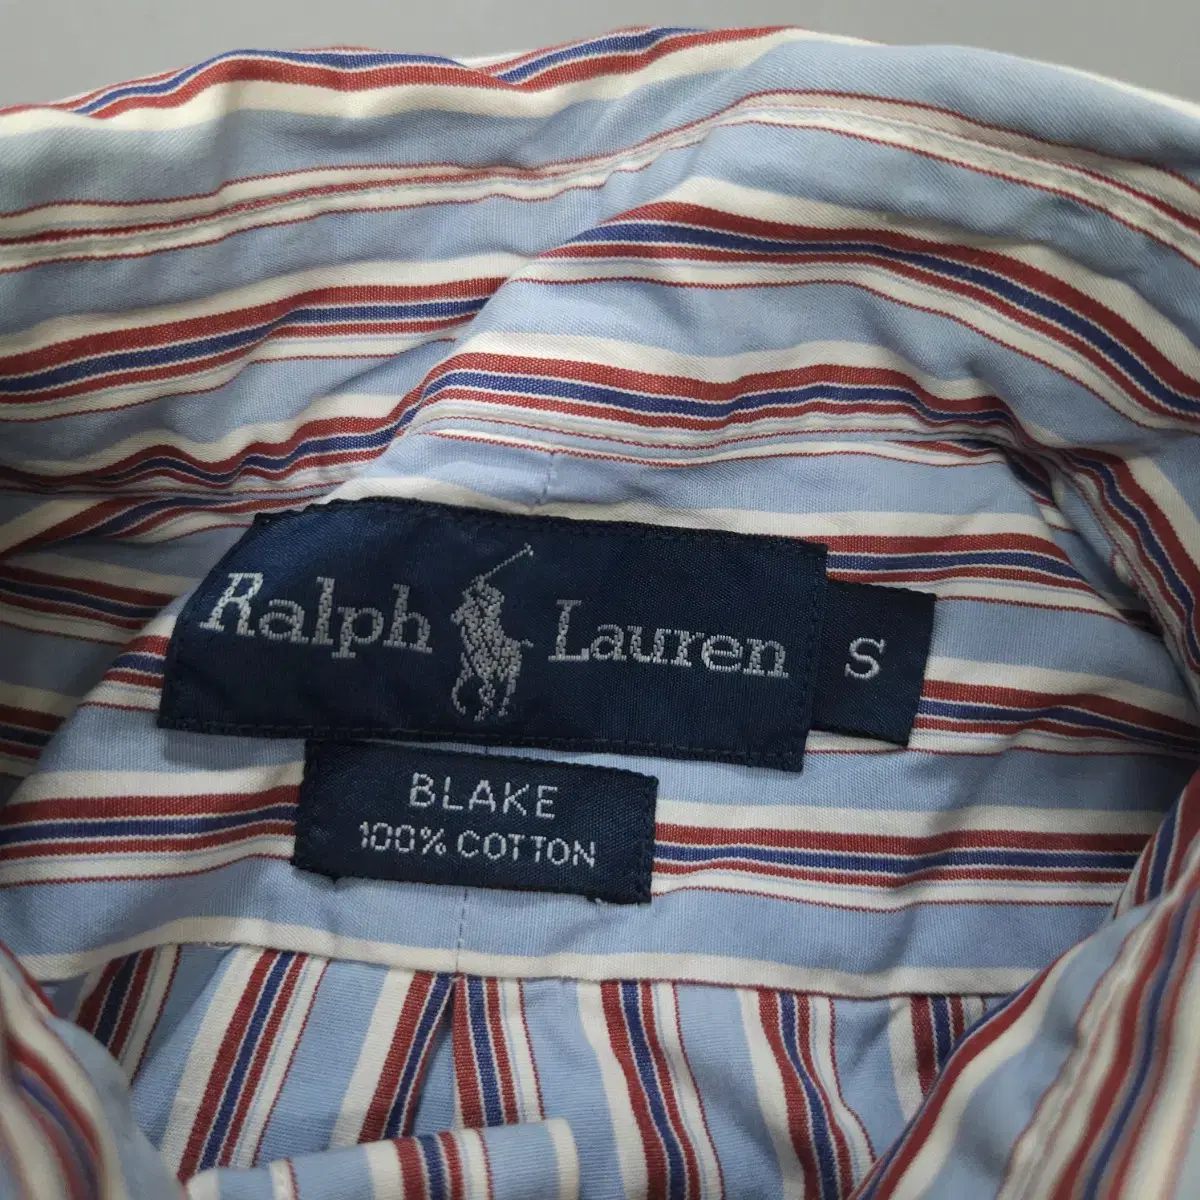 Ralph Lauren S
BLAKE
100% COTTON